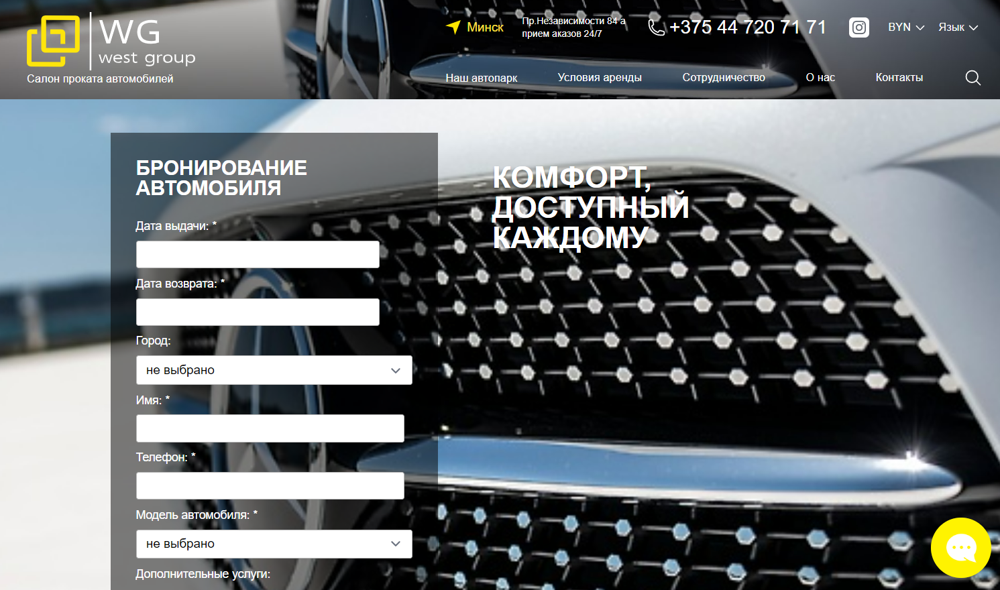 WG
west group
Салон проката автомобилей
Минск
Пр.Независимости 84 а
прием аказов 24/7
+375 44 720 71 71
BYN
Язык
Наш автопарк
Условия аренды
Сотрудничество
О нас
Контакты
БРОНИРОВАНИЕ
АВТОМОБИЛЯ
Дата выдачи: *
Дата возврата: *
Город:
не выбрано
Имя: *
Телефон: *
Модель автомобиля: *
не выбрано
Дополнительные услуги:
КОМФОРТ,
ДОСТУПНЫЙ
КАЖДОМУ